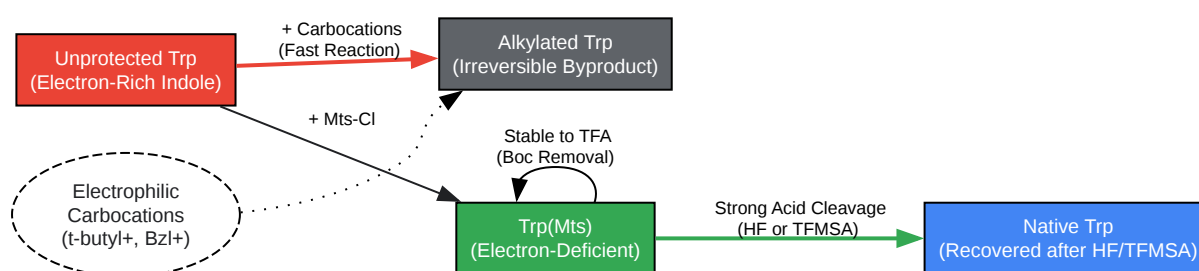 Unprotected Trp
(Electron-Rich Indole)
+ Carbocations
(Fast Reaction)
Alkylated Trp
(Irreversible Byproduct)
+ Mts-Cl
Electrophilic
Carbocations
(t-butyl+, Bzl+)
Stable to TFA
(Boc Removal)
Trp(Mts)
(Electron-Deficient)
Strong Acid Cleavage
(HF or TFMSA)
Native Trp
(Recovered after HF/TFMSA)